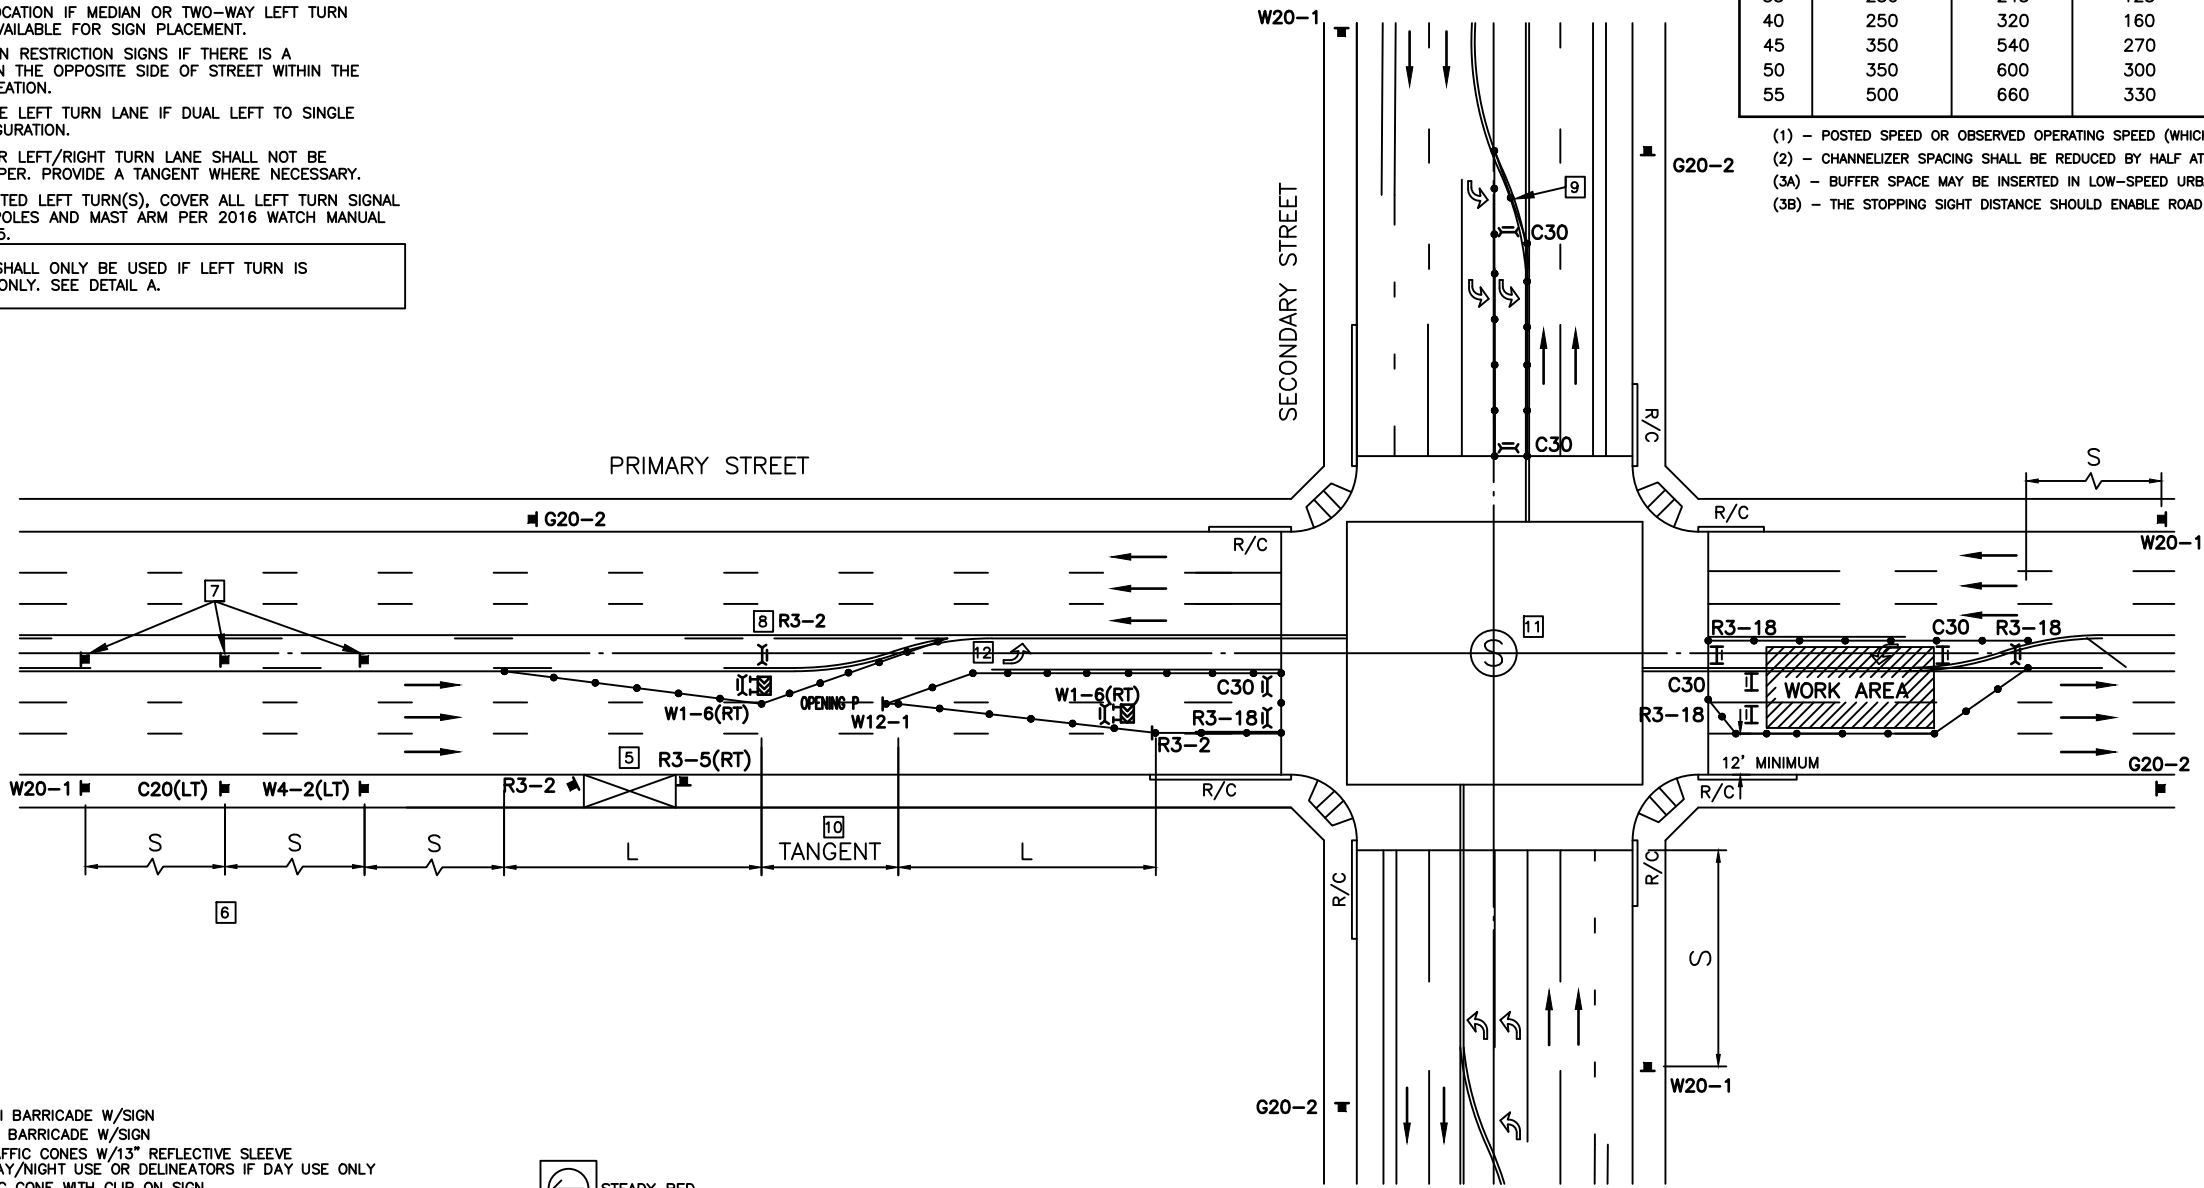 OCATION IF MEDIAN OR TWO-WAY LEFT TURN
VAILABLE FOR SIGN PLACEMENT.
N RESTRICTION SIGNS IF THERE IS A
N THE OPPOSITE SIDE OF STREET WITHIN THE
EATION.
E LEFT TURN LANE IF DUAL LEFT TO SINGLE
GURATION.
R LEFT/RIGHT TURN LANE SHALL NOT BE
PER. PROVIDE A TANGENT WHERE NECESSARY.
TED LEFT TURN(S), COVER ALL LEFT TURN SIGNAL
POLES AND MAST ARM PER 2016 WATCH MANUAL
5.
SHALL ONLY BE USED IF LEFT TURN IS
ONLY. SEE DETAIL A.
40 250 320 160
45 350 540 270
50 350 600 300
55 500 660 330
(1) - POSTED SPEED OR OBSERVED OPERATING SPEED (WHIC
(2) - CHANNELIZER SPACING SHALL BE REDUCED BY HALF AT
(3A) - BUFFER SPACE MAY BE INSERTED IN LOW-SPEED URB
(3B) - THE STOPPING SIGHT DISTANCE SHOULD ENABLE ROAD
W20-1
G20-2
9
C30
SECONDARY STREET
C30
R/C
PRIMARY STREET
S
G20-2
R/C
R/C
W20-1
7
8 R3-2
12
S
11
R3-18 C30 R3-18
C30
WORK AREA
R3-18
W1-6(RT)
OPENING P
W12-1
W1-6(RT)
C30
R3-18
R3-2
12' MINIMUM
G20-2
5
R3-5(RT)
W20-1 C20(LT) W4-2(LT)
R3-2
R/C
R/C
S S S L
10
TANGENT
L
R/C
R/C
6
S
W20-1
G20-2
I BARRICADE W/SIGN
BARRICADE W/SIGN
AFFIC CONES W/13" REFLECTIVE SLEEVE
AY/NIGHT USE OR DELINEATORS IF DAY USE ONLY
CONE WITH CLIP ON SIGN
STEADY RED